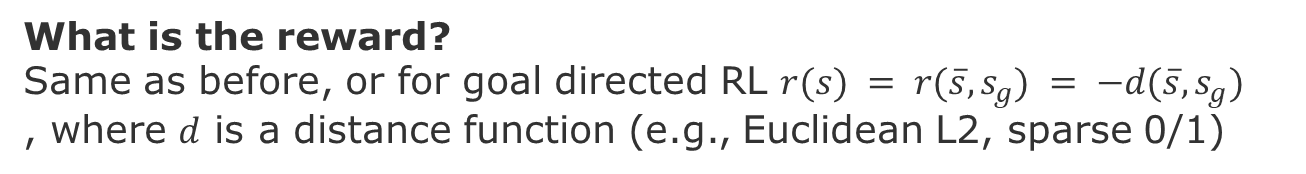 What is the reward?
Same as before, or for goal directed RL r(s) = r(s̄, s_g) = −d(s̄, s_g)
, where d is a distance function (e.g., Euclidean L2, sparse 0/1)